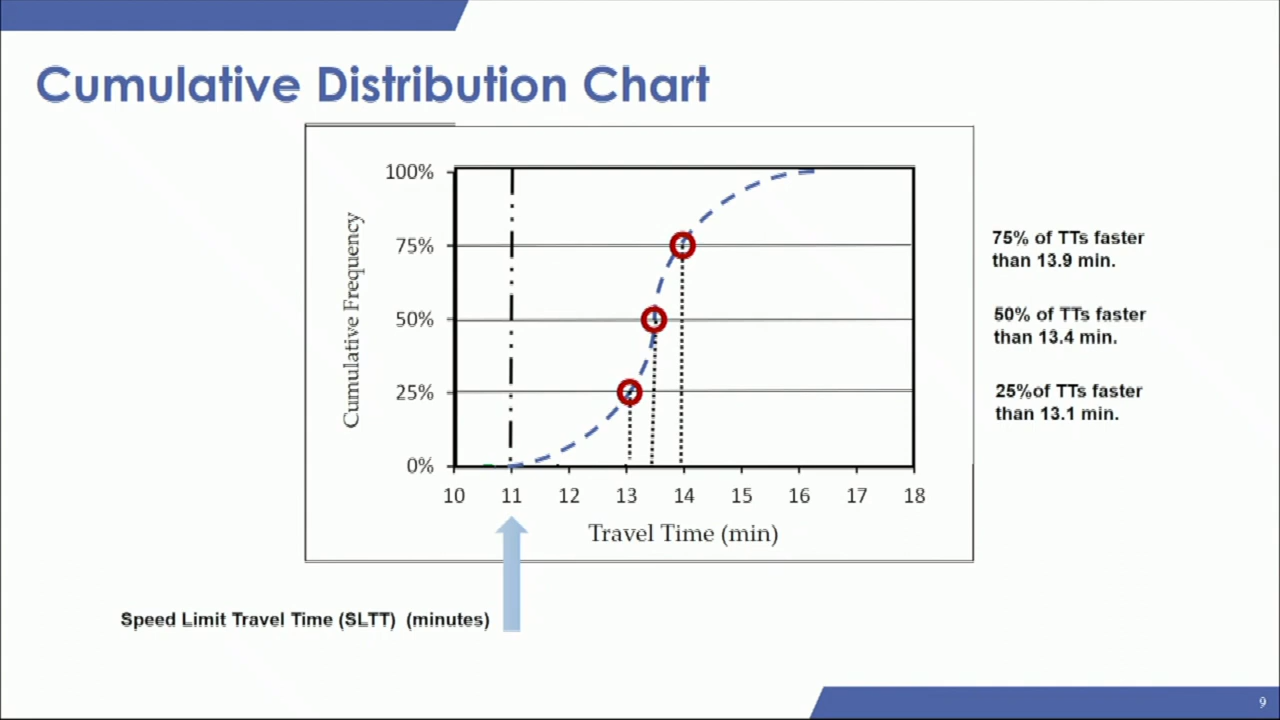 Cumulative Distribution Chart
100%
75%
50%
25%
0%
Cumulative Frequency
10 11 12 13 14 15 16 17 18
Travel Time (min)
75% of TTs faster
than 13.9 min.
50% of TTs faster
than 13.4 min.
25%of TTs faster
than 13.1 min.
Speed Limit Travel Time (SLTT) (minutes)
9